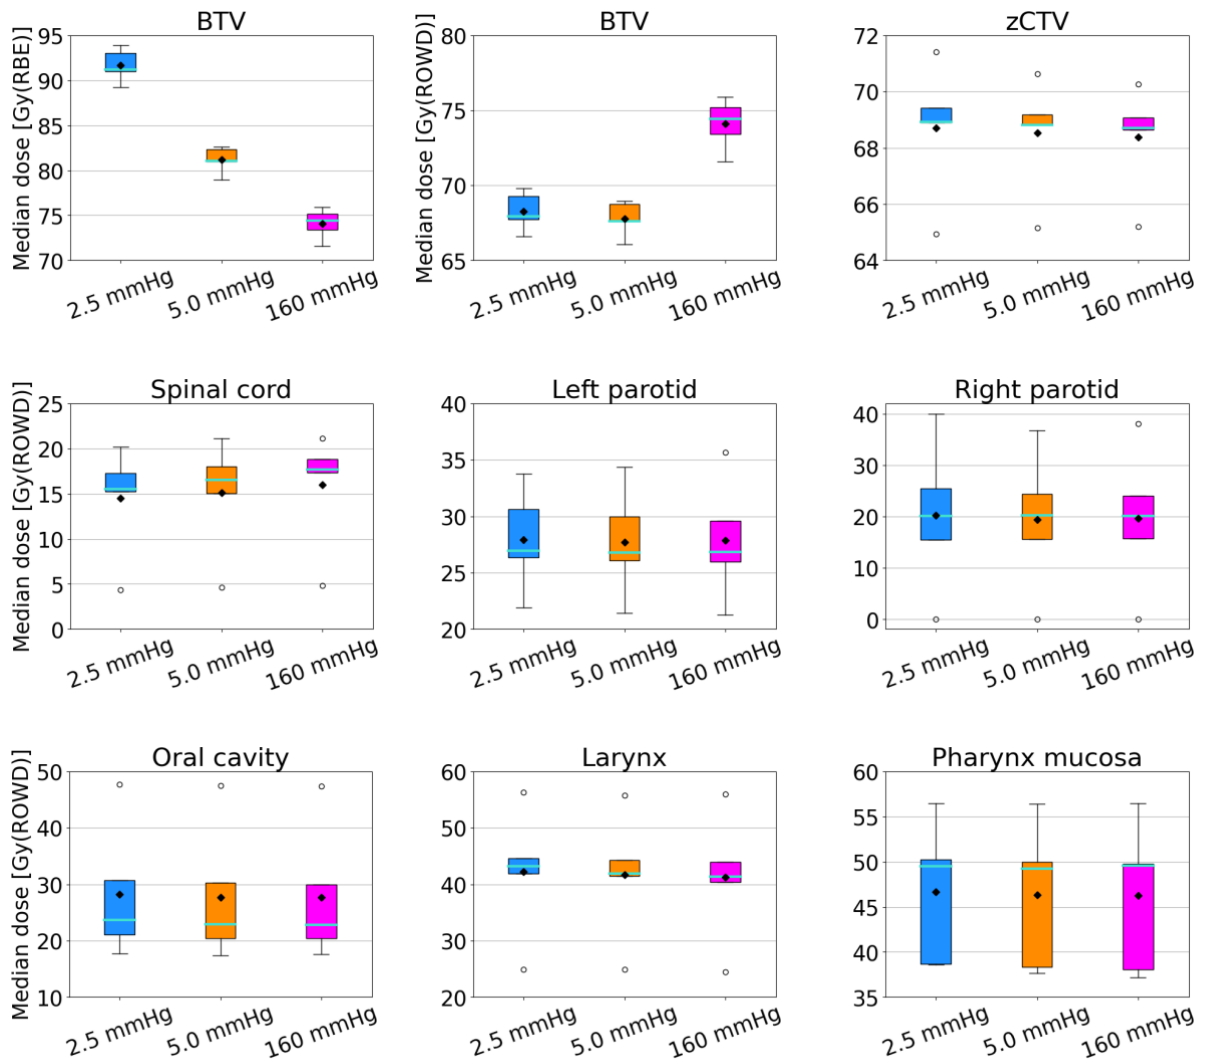 BTV
Median dose [Gy(RBE)]
95
90
85
80
75
70
2.5 mmHg
5.0 mmHg
160 mmHg
BTV
Median dose [Gy(ROWD)]
80
75
70
65
2.5 mmHg
5.0 mmHg
160 mmHg
zCTV
72
70
68
66
64
2.5 mmHg
5.0 mmHg
160 mmHg
Spinal cord
Median dose [Gy(ROWD)]
25
20
15
10
5
0
2.5 mmHg
5.0 mmHg
160 mmHg
Left parotid
40
35
30
25
20
2.5 mmHg
5.0 mmHg
160 mmHg
Right parotid
40
30
20
10
0
2.5 mmHg
5.0 mmHg
160 mmHg
Oral cavity
Median dose [Gy(ROWD)]
50
40
30
20
10
2.5 mmHg
5.0 mmHg
160 mmHg
Larynx
60
50
40
30
20
2.5 mmHg
5.0 mmHg
160 mmHg
Pharynx mucosa
60
55
50
45
40
35
2.5 mmHg
5.0 mmHg
160 mmHg